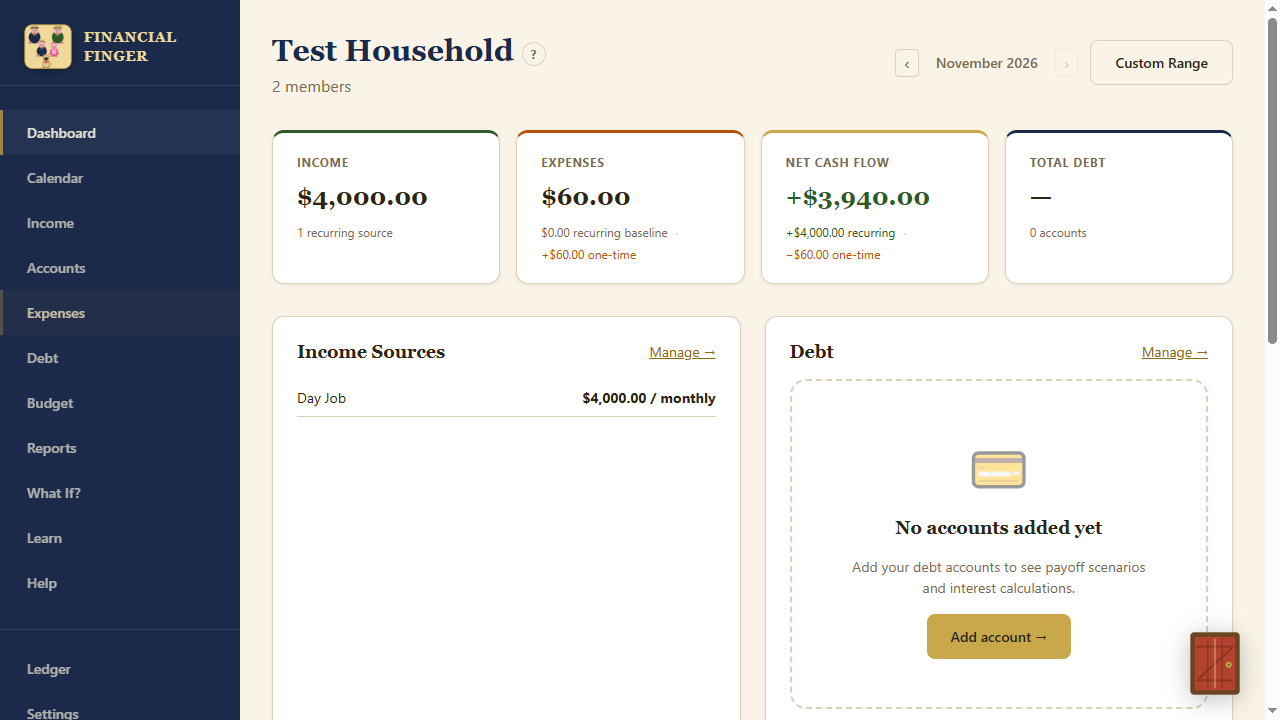 FINANCIAL
FINGER
Dashboard
Calendar
Income
Accounts
Expenses
Debt
Budget
Reports
What If?
Learn
Help
Ledger
Settings
Test Household ?
2 members
‹ November 2026 ›
Custom Range
INCOME
$4,000.00
1 recurring source
EXPENSES
$60.00
$0.00 recurring baseline ·
+$60.00 one-time
NET CASH FLOW
+$3,940.00
+$4,000.00 recurring ·
−$60.00 one-time
TOTAL DEBT
—
0 accounts
Income Sources
Manage →
Day Job
$4,000.00 / monthly
Debt
Manage →
No accounts added yet
Add your debt accounts to see payoff scenarios
and interest calculations.
Add account →